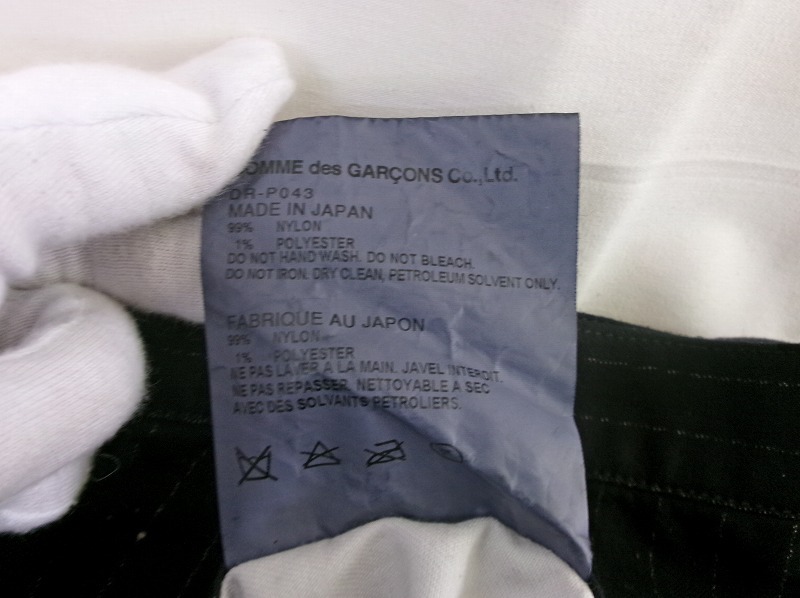 COMME des GARÇONS Co.,Ltd.
DR-P043
MADE IN JAPAN
99% NYLON
1% POLYESTER
DO NOT HAND WASH. DO NOT BLEACH.
DO NOT IRON. DRY CLEAN, PETROLEUM SOLVENT ONLY.
FABRIQUE AU JAPON
99% NYLON
1% POLYESTER
NE PAS LAVER A LA MAIN. JAVEL INTERDIT.
NE PAS REPASSER. NETTOYABLE A SEC
AVEC DES SOLVANTS PETROLIERS.